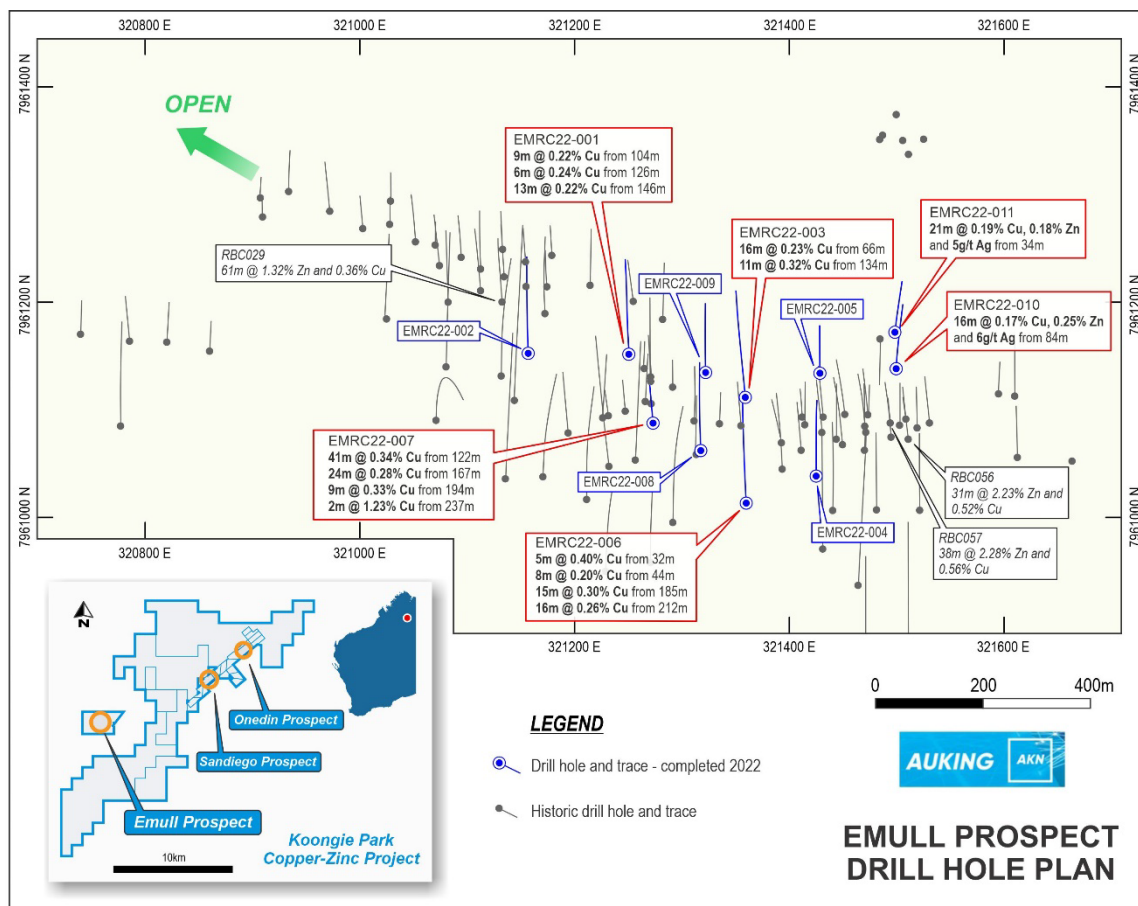 320800 E
321000 E
321200 E
321400 E
321600 E
7961400 N
7961400 N
OPEN
EMRC22-001
9m @ 0.22% Cu from 104m
6m @ 0.24% Cu from 126m
13m @ 0.22% Cu from 146m
EMRC22-011
21m @ 0.19% Cu, 0.18% Zn
and 5g/t Ag from 34m
EMRC22-003
16m @ 0.23% Cu from 66m
11m @ 0.32% Cu from 134m
RBC029
61m @ 1.32% Zn and 0.36% Cu
EMRC22-009
EMRC22-005
EMRC22-010
16m @ 0.17% Cu, 0.25% Zn
and 6g/t Ag from 84m
7961200 N
7961200 N
EMRC22-002
EMRC22-007
41m @ 0.34% Cu from 122m
24m @ 0.28% Cu from 167m
9m @ 0.33% Cu from 194m
2m @ 1.23% Cu from 237m
EMRC22-008
RBC056
31m @ 2.23% Zn and
0.52% Cu
EMRC22-004
RBC057
38m @ 2.28% Zn and
0.56% Cu
7961000 N
7961000 N
EMRC22-006
5m @ 0.40% Cu from 32m
8m @ 0.20% Cu from 44m
15m @ 0.30% Cu from 185m
16m @ 0.26% Cu from 212m
320800 E
321000 E
321200 E
321400 E
321600 E
N
Onedin Prospect
Sandiego Prospect
Emull Prospect
Koongie Park
Copper-Zinc Project
10km
0
200
400m
LEGEND
Drill hole and trace - completed 2022
Historic drill hole and trace
AUKING
AKN
EMULL PROSPECT
DRILL HOLE PLAN